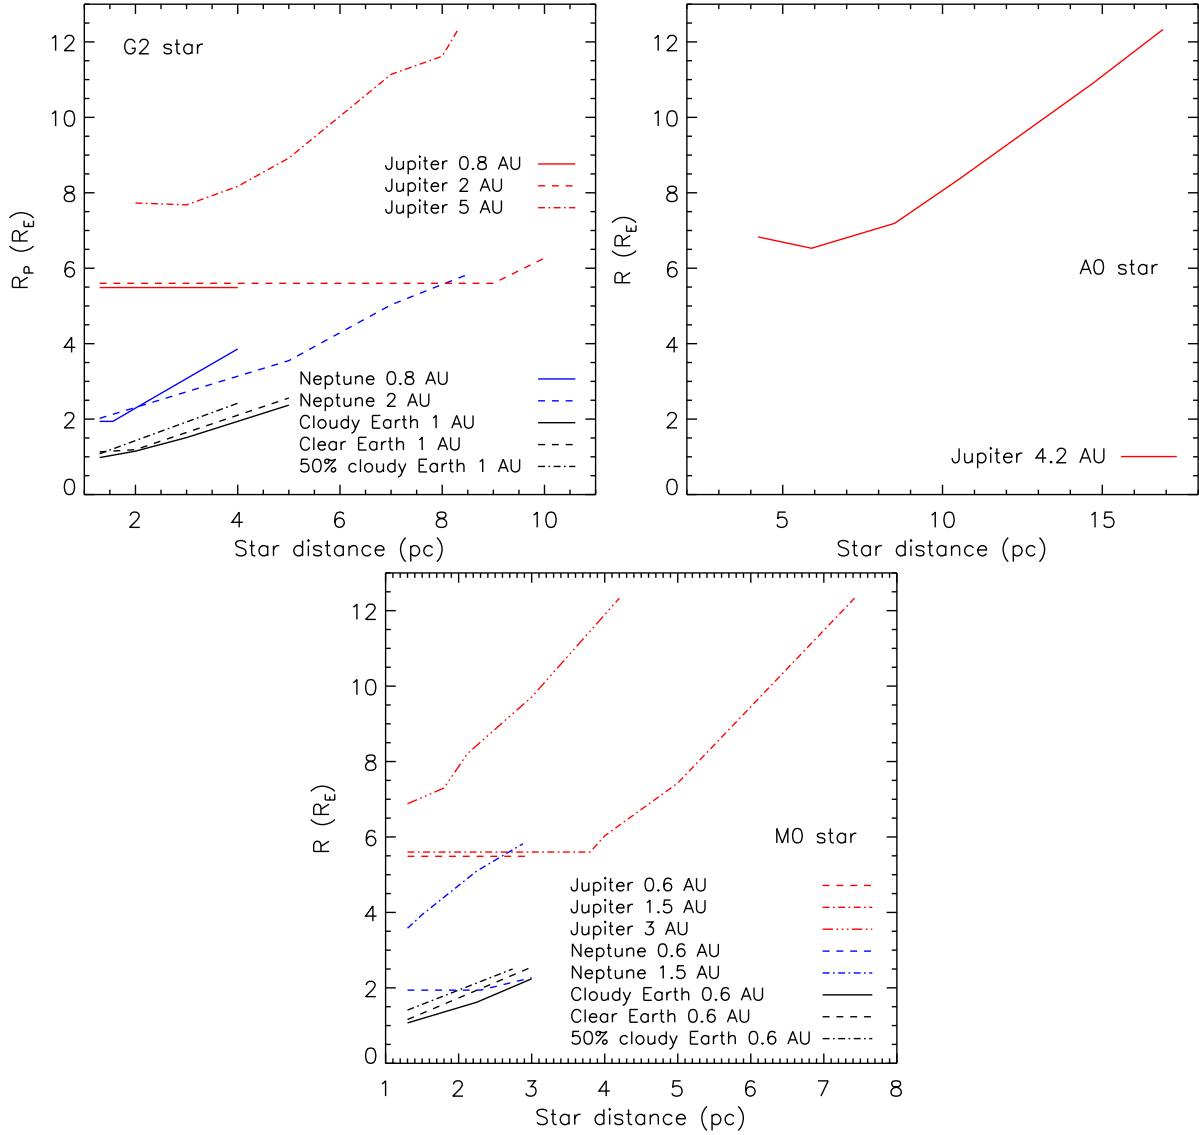 12
10
8
6
4
2
0
R_P (R_E)
G2 star
Jupiter 0.8 AU
Jupiter 2 AU
Jupiter 5 AU
Neptune 0.8 AU
Neptune 2 AU
Cloudy Earth 1 AU
Clear Earth 1 AU
50% cloudy Earth 1 AU
2 4 6 8 10
Star distance (pc)
12
10
8
6
4
2
0
R (R_E)
A0 star
Jupiter 4.2 AU
5 10 15
Star distance (pc)
12
10
8
6
4
2
0
R (R_E)
M0 star
Jupiter 0.6 AU
Jupiter 1.5 AU
Jupiter 3 AU
Neptune 0.6 AU
Neptune 1.5 AU
Cloudy Earth 0.6 AU
Clear Earth 0.6 AU
50% cloudy Earth 0.6 AU
1 2 3 4 5 6 7 8
Star distance (pc)